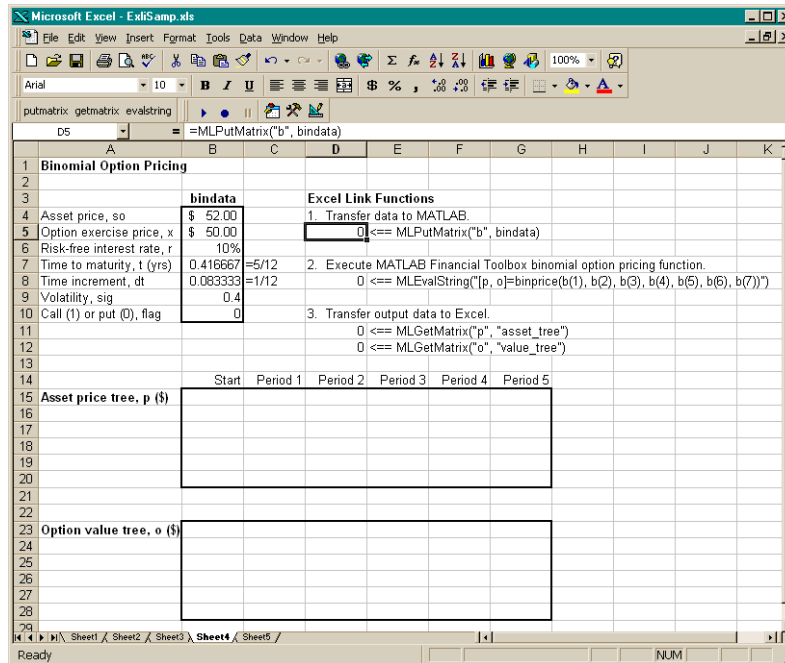 Microsoft Excel - ExliSamp.xls
File Edit View Insert Format Tools Data Window Help
100%
Arial 10 B I U $ % ,
putmatrix getmatrix evalstring
D5 = =MLPutMatrix("b", bindata)
A B C D E F G H I J K
1 Binomial Option Pricing
2
3 bindata Excel Link Functions
4 Asset price, so $ 52.00 1. Transfer data to MATLAB.
5 Option exercise price, x $ 50.00 0 <== MLPutMatrix("b", bindata)
6 Risk-free interest rate, r 10%
7 Time to maturity, t (yrs) 0.416667 =5/12 2. Execute MATLAB Financial Toolbox binomial option pricing function.
8 Time increment, dt 0.083333 =1/12 0 <== MLEvalString("[p, o]=binprice(b(1), b(2), b(3), b(4), b(5), b(6), b(7))")
9 Volatility, sig 0.4
10 Call (1) or put (0), flag 0 3. Transfer output data to Excel.
11 0 <== MLGetMatrix("p", "asset_tree")
12 0 <== MLGetMatrix("o", "value_tree")
13
14 Start Period 1 Period 2 Period 3 Period 4 Period 5
15 Asset price tree, p ($)
16
17
18
19
20
21
22
23 Option value tree, o ($)
24
25
26
27
28
29
Sheet1 Sheet2 Sheet3 Sheet4 Sheet5
Ready NUM